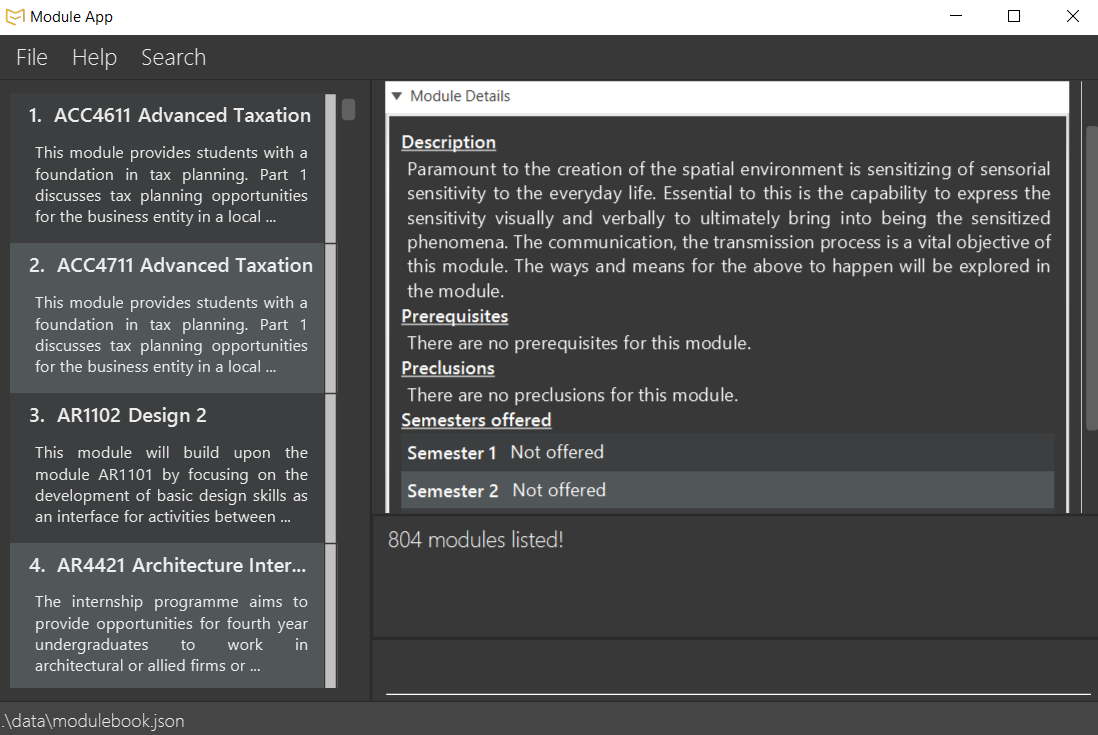 Module App
File Help Search
1. ACC4611 Advanced Taxation
This module provides students with a
foundation in tax planning. Part 1
discusses tax planning opportunities
for the business entity in a local ...
2. ACC4711 Advanced Taxation
This module provides students with a
foundation in tax planning. Part 1
discusses tax planning opportunities
for the business entity in a local ...
3. AR1102 Design 2
This module will build upon the
module AR1101 by focusing on the
development of basic design skills as
an interface for activities between ...
4. AR4421 Architecture Inter...
The internship programme aims to
provide opportunities for fourth year
undergraduates to work in
architectural or allied firms or ...
Module Details
Description
Paramount to the creation of the spatial environment is sensitizing of sensorial
sensitivity to the everyday life. Essential to this is the capability to express the
sensitivity visually and verbally to ultimately bring into being the sensitized
phenomena. The communication, the transmission process is a vital objective of
this module. The ways and means for the above to happen will be explored in
the module.
Prerequisites
There are no prerequisites for this module.
Preclusions
There are no preclusions for this module.
Semesters offered
Semester 1 Not offered
Semester 2 Not offered
804 modules listed!
.\data\modulebook.json